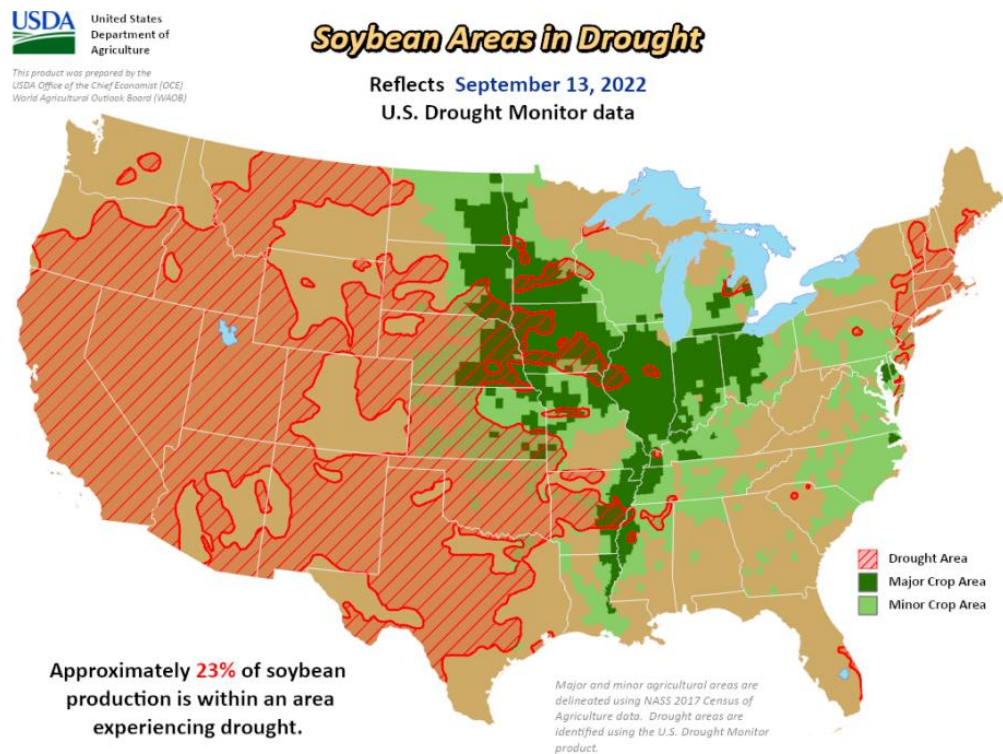 USDA
United States
Department of
Agriculture
This product was prepared by the
USDA Office of the Chief Economist (OCE)
World Agricultural Outlook Board (WAOB)
Soybean Areas in Drought
Reflects September 13, 2022
U.S. Drought Monitor data
Drought Area
Major Crop Area
Minor Crop Area
Approximately 23% of soybean
production is within an area
experiencing drought.
Major and minor agricultural areas are
delineated using NASS 2017 Census of
Agriculture data. Drought areas are
identified using the U.S. Drought Monitor
product.